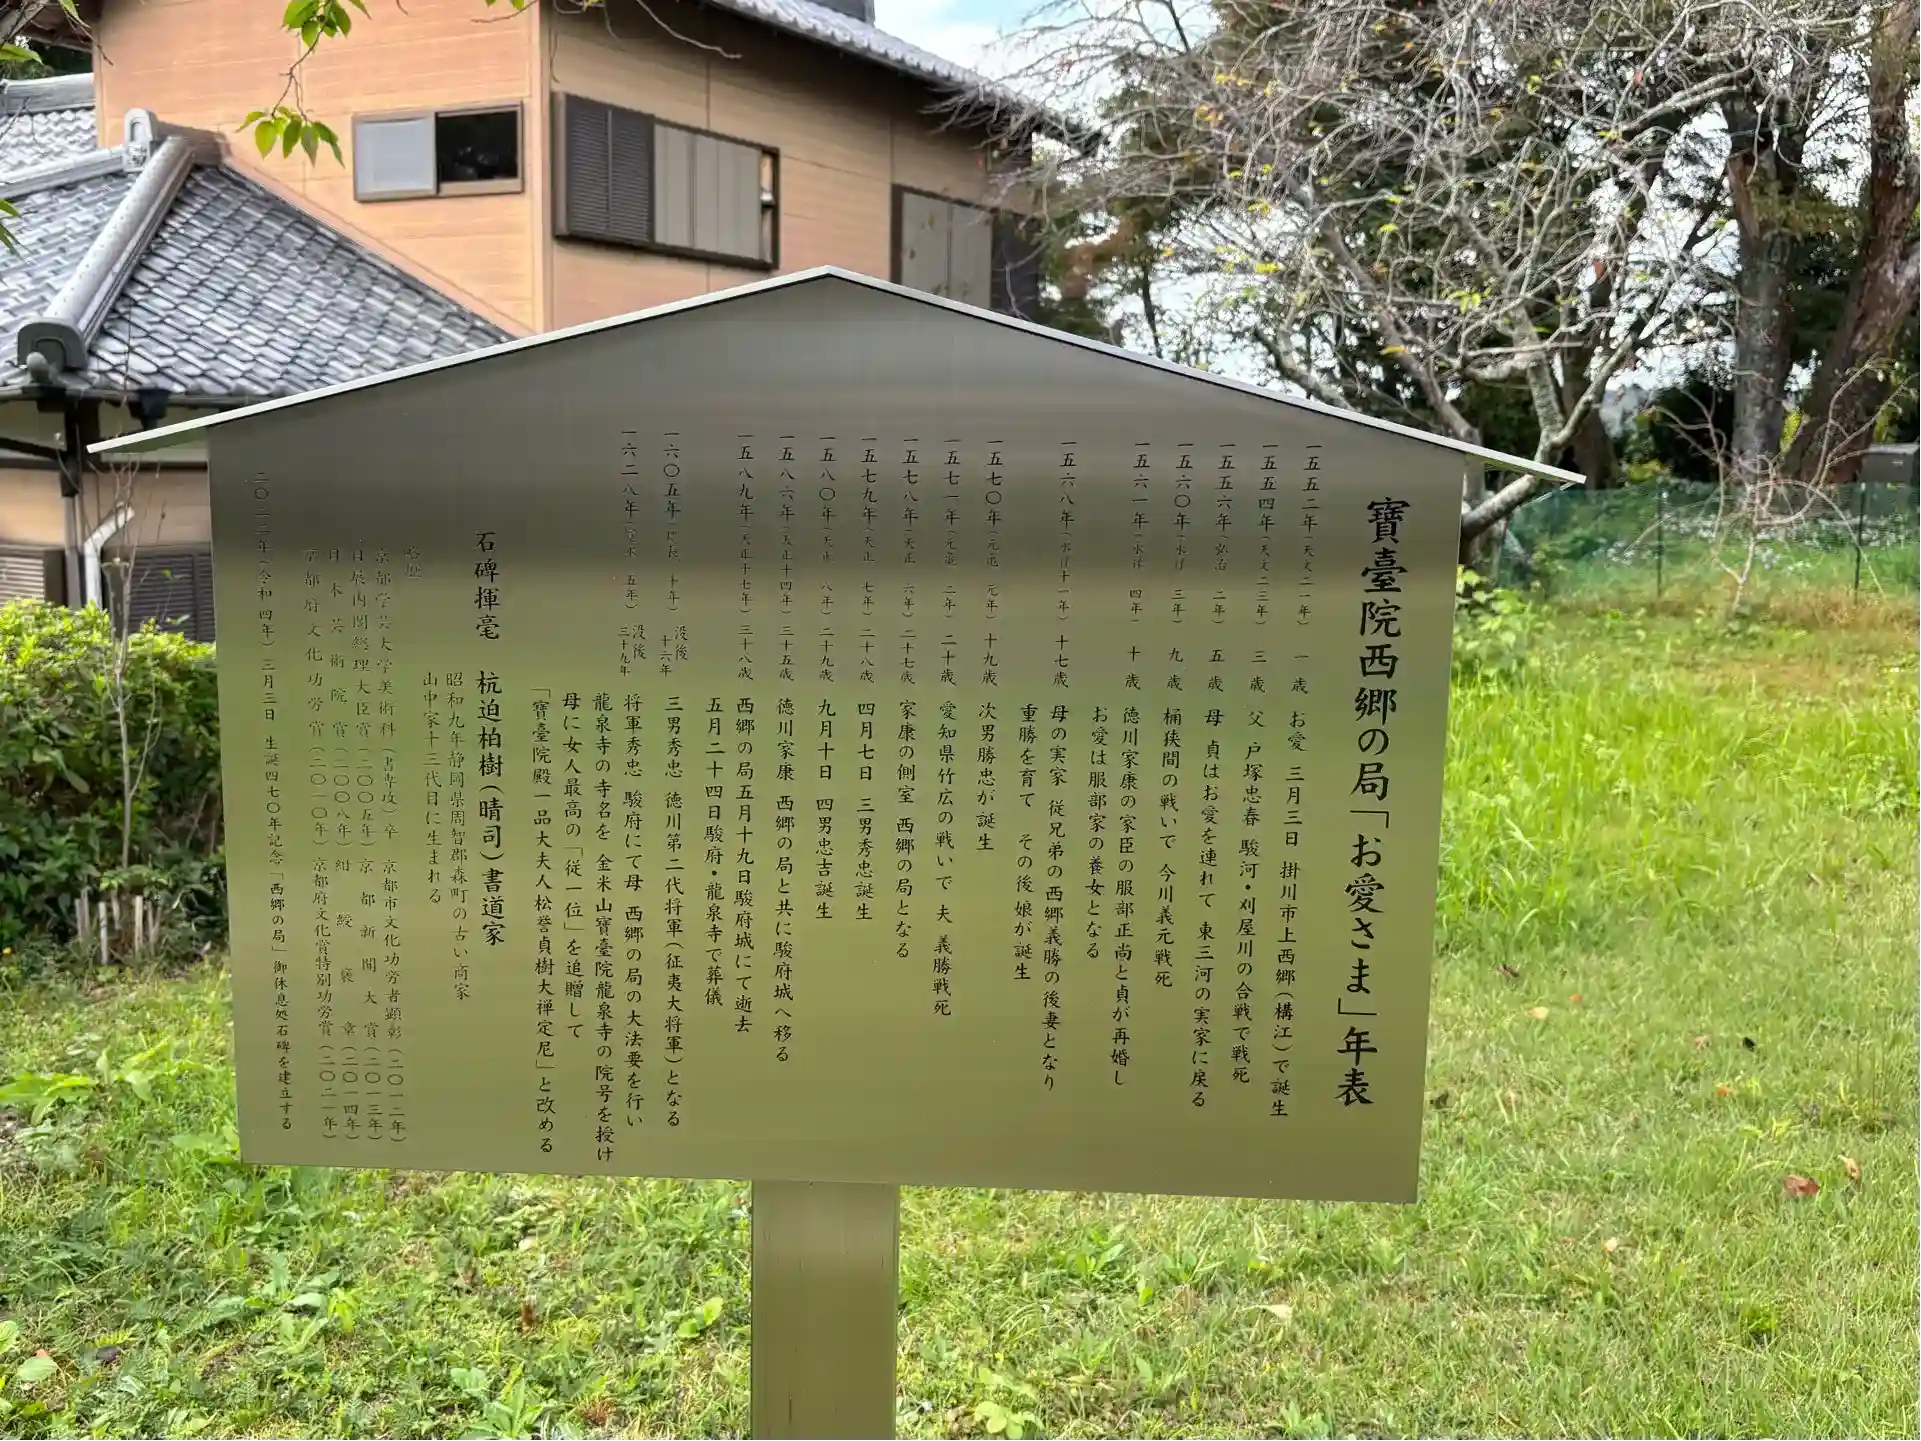 寶臺院西郷の局「お愛さま」年表
一五五二年(天文二一年) 一歳 お愛 三月三日 掛川市上西郷(構江)で誕生
一五五四年(天文二三年) 三歳 父 戸塚忠春 駿河・刈屋川の合戦で戦死
一五五六年(弘治 二年) 五歳 母 貞はお愛を連れて 東三河の実家に戻る
一五六〇年(永禄 三年) 九歳 桶狭間の戦いで 今川義元戦死
一五六一年(永禄 四年) 十歳 徳川家康の家臣の服部正尚と貞が再婚し
お愛は服部家の養女となる
一五六八年(永禄十一年) 十七歳 母の実家 従兄弟の西郷義勝の後妻となり
重勝を育て その後娘が誕生
一五七〇年(元亀 元年) 十九歳 次男勝忠が誕生
一五七一年(元亀 二年) 二十歳 愛知県竹広の戦いで 夫 義勝戦死
一五七八年(天正 六年) 二十七歳 家康の側室 西郷の局となる
一五七九年(天正 七年) 二十八歳 四月七日 三男秀忠誕生
一五八〇年(天正 八年) 二十九歳 九月十日 四男忠吉誕生
一五八六年(天正十四年) 三十五歳 徳川家康 西郷の局と共に駿府城へ移る
一五八九年(天正十七年) 三十八歳 西郷の局五月十九日駿府城にて逝去
五月二十四日駿府・龍泉寺で葬儀
一六〇五年(慶長 十年) 没後十六年 三男秀忠 徳川第二代将軍(征夷大将軍)となる
一六二八年(寛永 五年) 没後三十九年 将軍秀忠 駿府にて母 西郷の局の大法要を行い
龍泉寺の寺名を 金米山寶臺院龍泉寺の院号を授け
母に女人最高の「従一位」を追贈して
「寶臺院殿一品大夫人松誉貞樹大禅定尼」と改める
石碑揮毫 杭迫柏樹(晴司)書道家
昭和九年静岡県周智郡森町の古い商家
山中家十三代目に生まれる
略歴
京都学芸大学美術科(書専攻)卒 京都市文化功労者顕彰(二〇一二年)
日展内閣総理大臣賞(二〇〇五年) 京都新聞大賞(二〇一三年)
日本芸術院賞(二〇〇八年) 紺綬褒章(二〇一四年)
京都府文化功労賞(二〇一〇年) 京都府文化賞特別功労賞(二〇二一年)
二〇二二年(令和四年)三月三日 生誕四七〇年記念「西郷の局」御休息処石碑を建立する